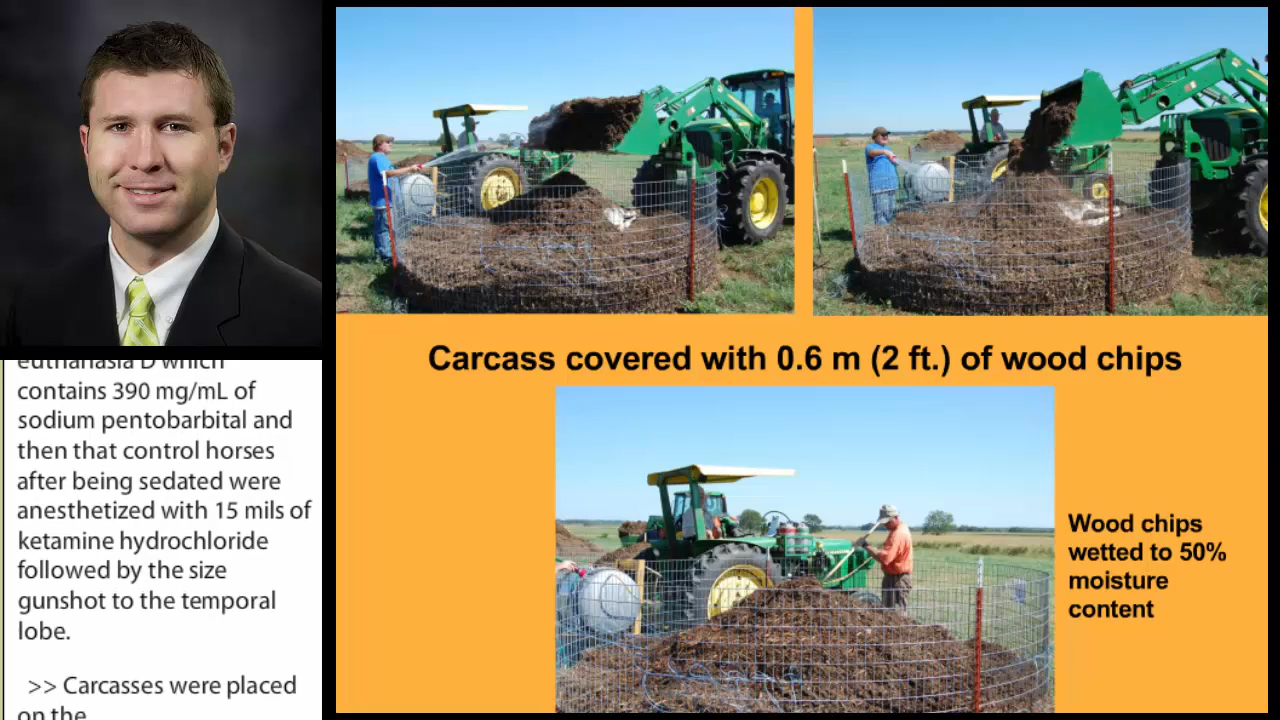 Carcass covered with 0.6 m (2 ft.) of wood chips
Wood chips
wetted to 50%
moisture
content
euthanasia D which
contains 390 mg/mL of
sodium pentobarbital and
then that control horses
after being sedated were
anesthetized with 15 mils of
ketamine hydrochloride
followed by the size
gunshot to the temporal
lobe.
>> Carcasses were placed
on the